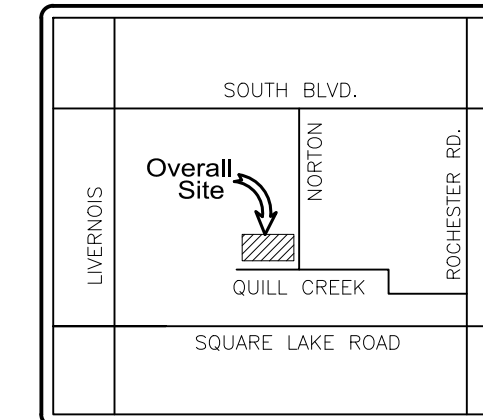 SOUTH BLVD.
NORTON
ROCHESTER RD.
Overall
Site
LIVERNOIS
QUILL CREEK
SQUARE LAKE ROAD